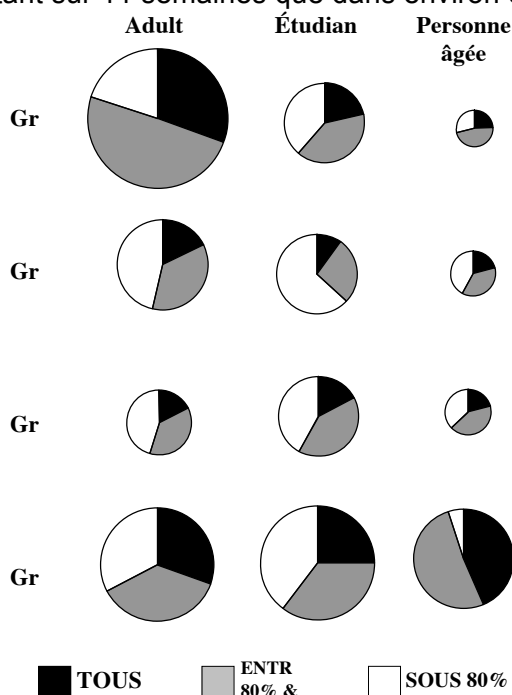 tant sur 11 semaines que dans environ
Adult Étudian Personne
âgée
Gr
Gr
Gr
Gr
TOUS ENTR SOUS 80%
80% &